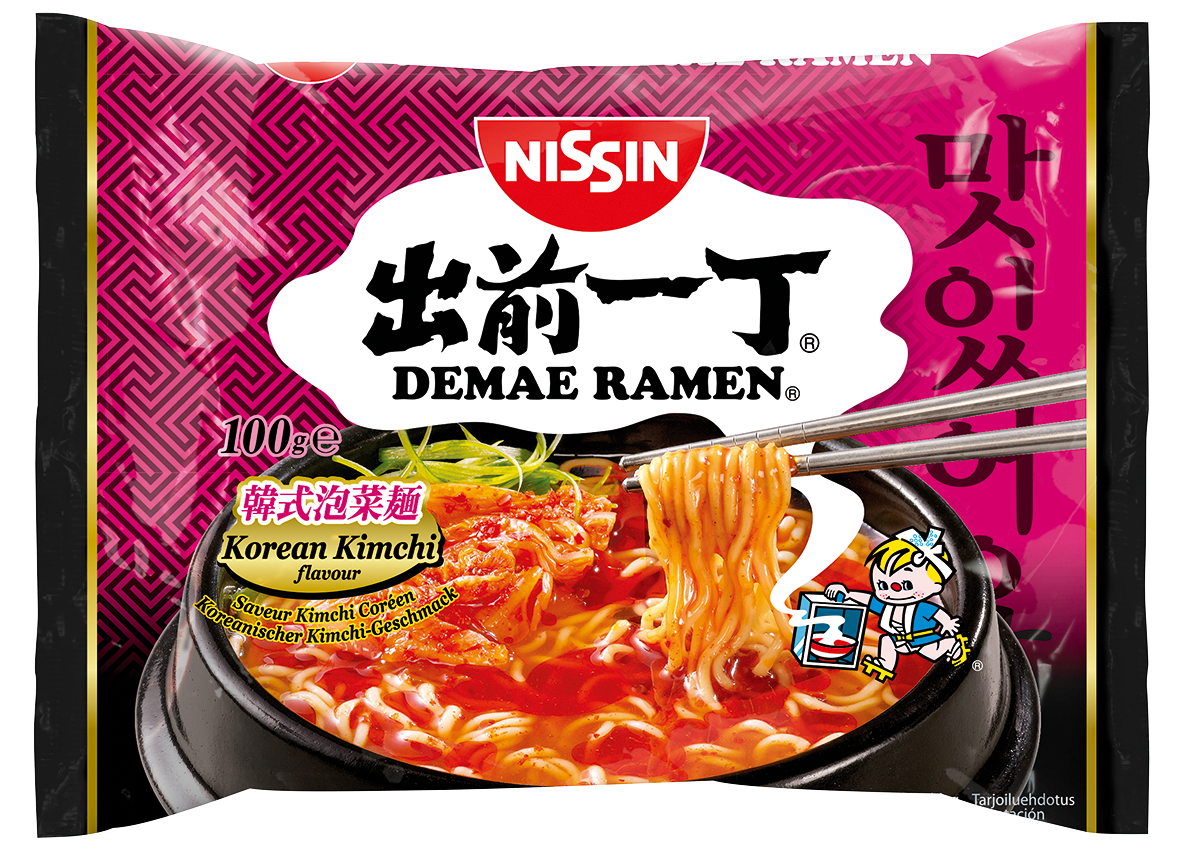 NISSIN
出前一丁®
DEMAE RAMEN®
맛있어요
100g℮
韓式泡菜麵
Korean Kimchi
flavour
Saveur Kimchi Coréen
Koreanischer Kimchi-Geschmack
®
Tarjoiluehdotus